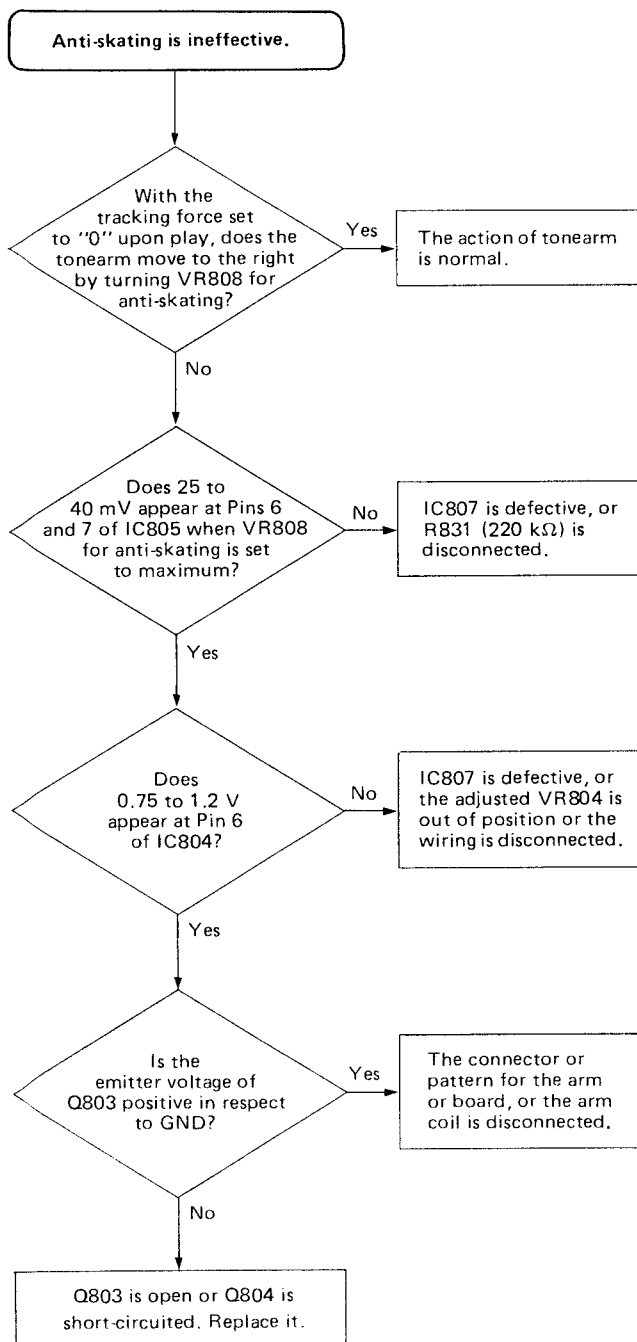 Anti-skating is ineffective.
With the
tracking force set
to "0" upon play, does the
tonearm move to the right
by turning VR808 for
anti-skating?
Yes
The action of tonearm
is normal.
No
Does 25 to
40 mV appear at Pins 6
and 7 of IC805 when VR808
for anti-skating is set
to maximum?
No
IC807 is defective, or
R831 (220 kΩ) is
disconnected.
Yes
Does
0.75 to 1.2 V
appear at Pin 6
of IC804?
No
IC807 is defective, or
the adjusted VR804 is
out of position or the
wiring is disconnected.
Yes
Is the
emitter voltage of
Q803 positive in respect
to GND?
Yes
The connector or
pattern for the arm
or board, or the arm
coil is disconnected.
No
Q803 is open or Q804 is
short-circuited. Replace it.